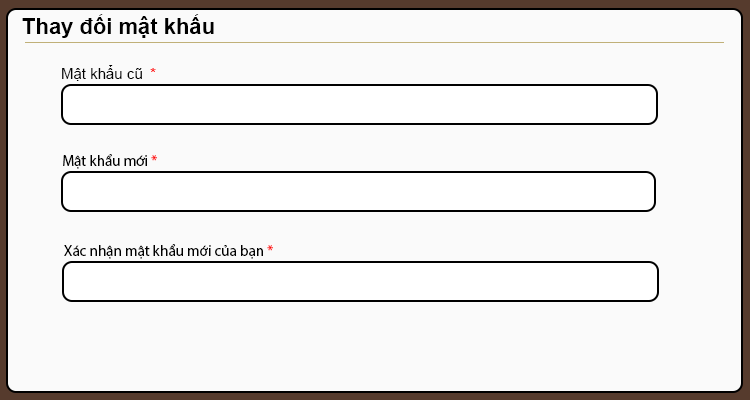 Thay đổi mật khẩu
Mật khẩu cũ *
Mật khẩu mới *
Xác nhận mật khẩu mới của bạn *